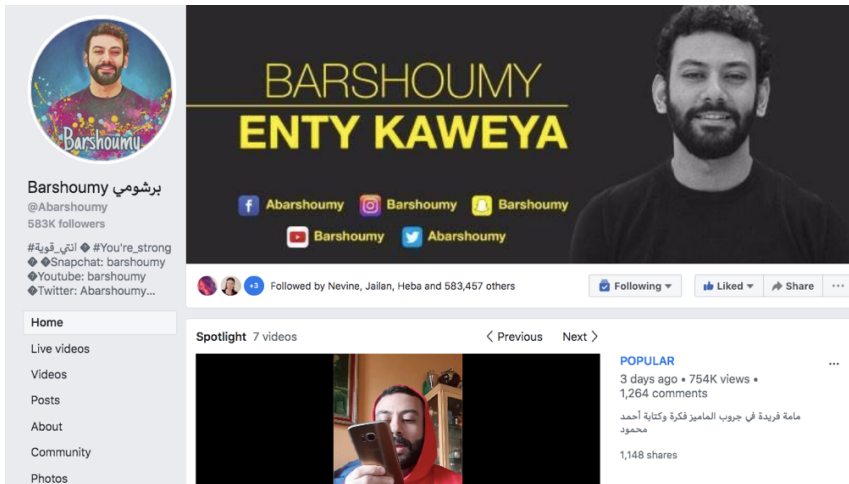 Barshoumy
Barshoumy برشومي
@Abarshoumy
583K followers
#انتي_قوية � #You're_strong
� �Snapchat: barshoumy
�Youtube: barshoumy
�Twitter: Abarshoumy...
Home
Live videos
Videos
Posts
About
Community
Photos
BARSHOUMY
ENTY KAWEYA
Abarshoumy Barshoumy Barshoumy
Barshoumy Abarshoumy
+3 Followed by Nevine, Jailan, Heba and 583,457 others
Following Liked Share
Spotlight 7 videos
Previous Next
POPULAR
3 days ago • 754K views •
1,264 comments
مامة فريدة في جروب الماميز فكرة وكتابة أحمد
محمود
1,148 shares